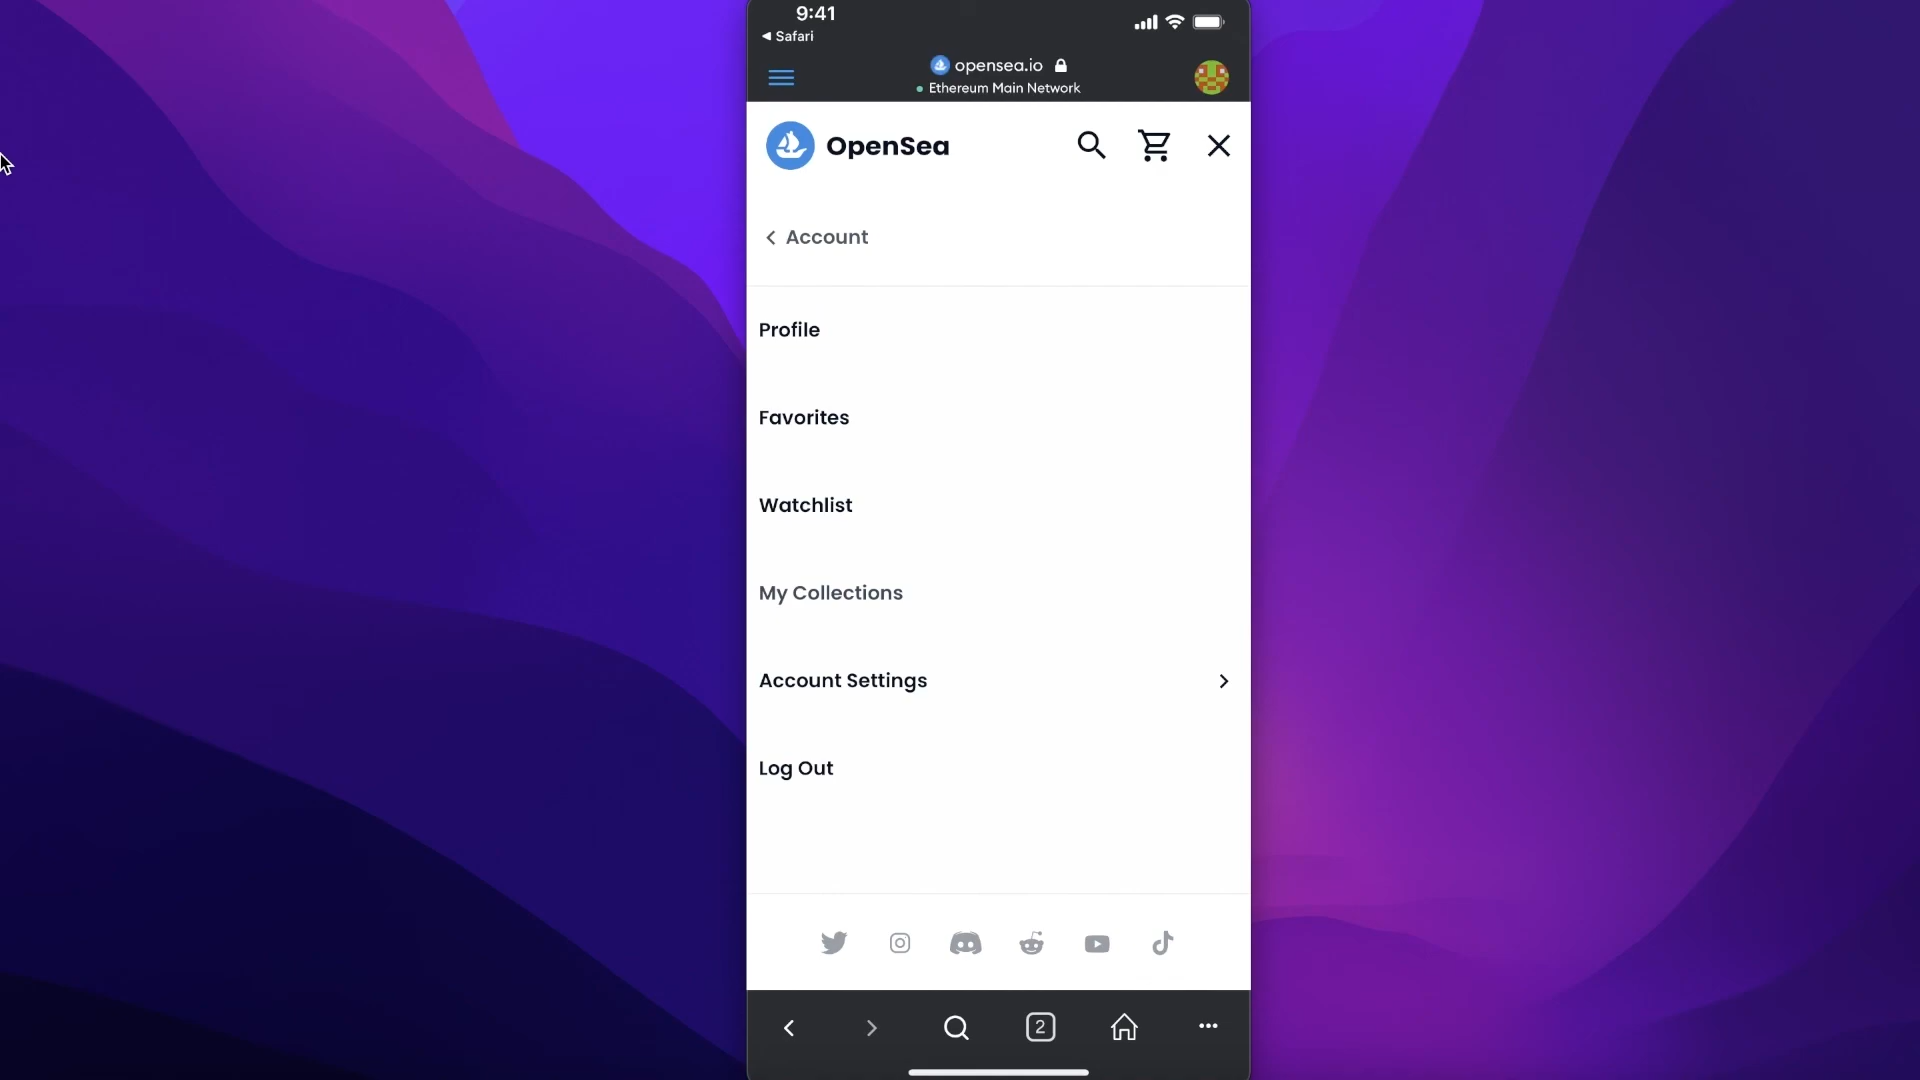 9:41
Safari
opensea.io
Ethereum Main Network
OpenSea
Account
Profile
Favorites
Watchlist
My Collections
Account Settings
Log Out
2